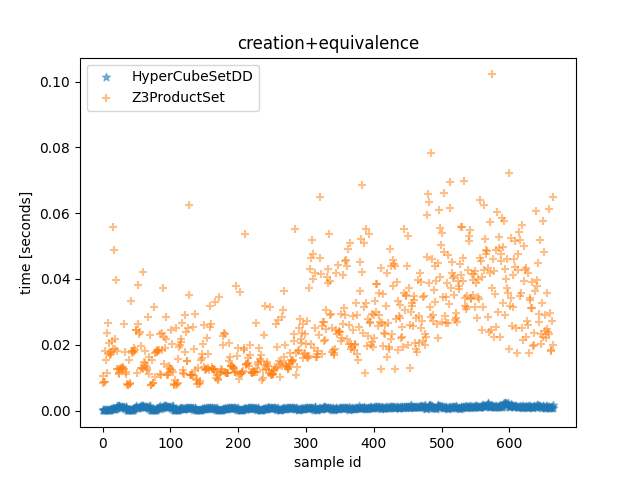 creation+equivalence
HyperCubeSetDD
Z3ProductSet
time [seconds]
0.10
0.08
0.06
0.04
0.02
0.00
0 100 200 300 400 500 600
sample id